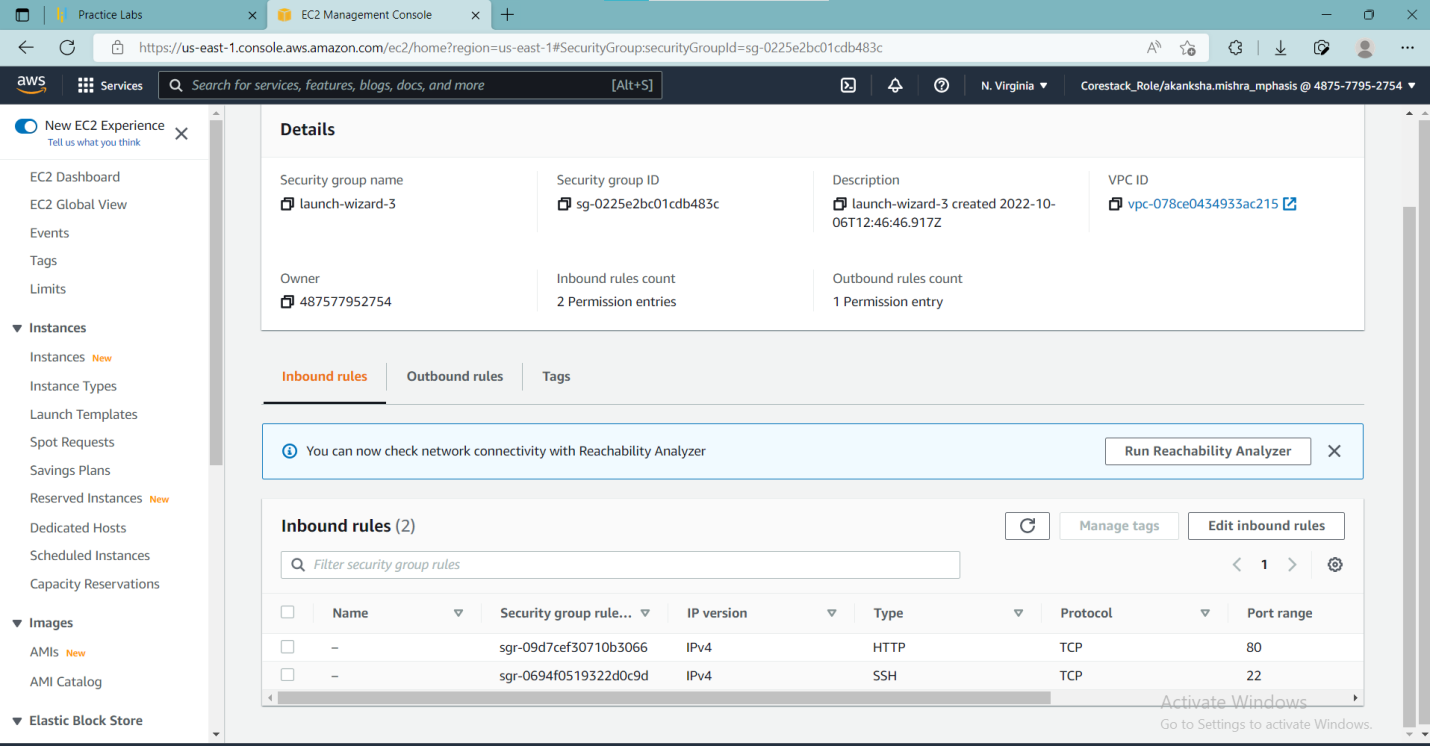 Practice Labs
EC2 Management Console
https://us-east-1.console.aws.amazon.com/ec2/home?region=us-east-1#SecurityGroup:securityGroupId=sg-0225e2bc01cdb483c
aws
Services
Search for services, features, blogs, docs, and more
[Alt+S]
N. Virginia
Corestack_Role/akanksha.mishra_mphasis @ 4875-7795-2754
New EC2 Experience
Tell us what you think
EC2 Dashboard
EC2 Global View
Events
Tags
Limits
Instances
Instances New
Instance Types
Launch Templates
Spot Requests
Savings Plans
Reserved Instances New
Dedicated Hosts
Scheduled Instances
Capacity Reservations
Images
AMIs New
AMI Catalog
Elastic Block Store
Details
Security group name
launch-wizard-3
Security group ID
sg-0225e2bc01cdb483c
Description
launch-wizard-3 created 2022-10-
06T12:46:46.917Z
VPC ID
vpc-078ce0434933ac215
Owner
487577952754
Inbound rules count
2 Permission entries
Outbound rules count
1 Permission entry
Inbound rules
Outbound rules
Tags
You can now check network connectivity with Reachability Analyzer
Run Reachability Analyzer
Inbound rules (2)
Manage tags
Edit inbound rules
Filter security group rules
1
Name Security group rule... IP version Type Protocol Port range
– sgr-09d7cef30710b3066 IPv4 HTTP TCP 80
– sgr-0694f0519322d0c9d IPv4 SSH TCP 22
Activate Windows
Go to Settings to activate Windows.